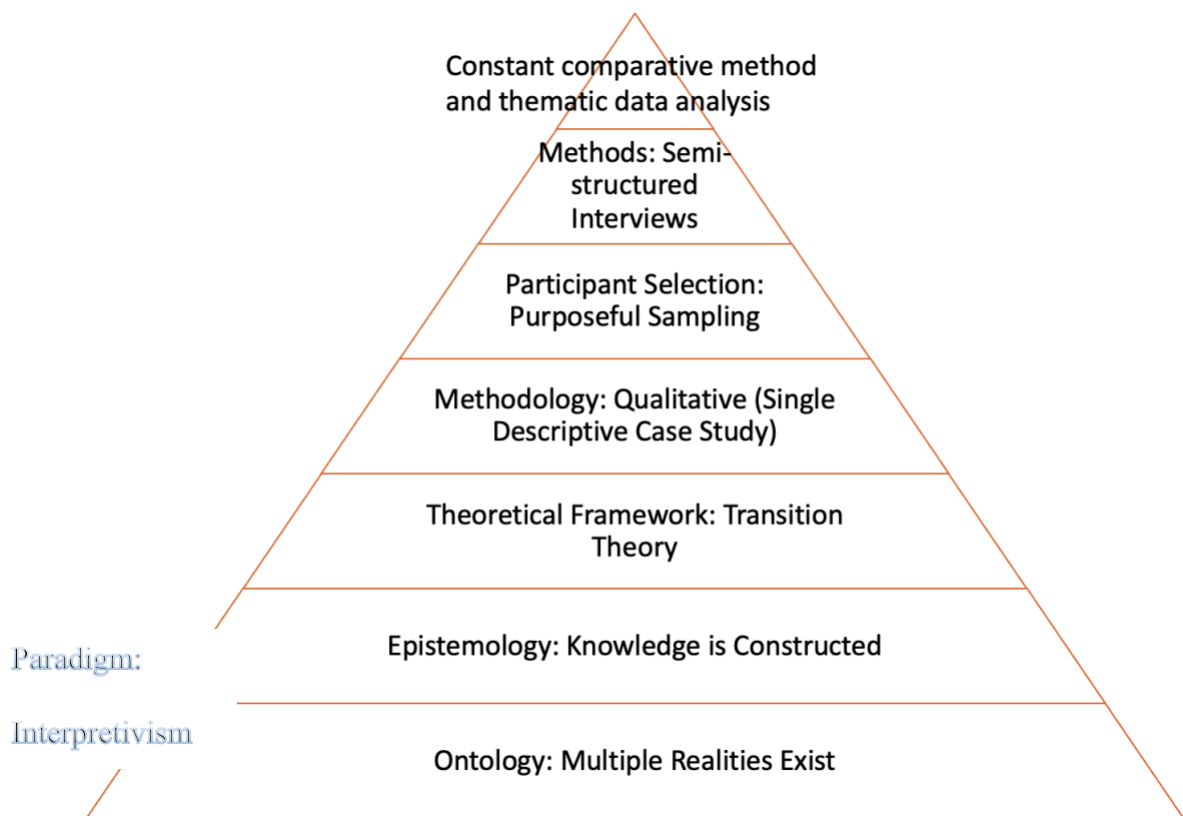 Constant comparative method
and thematic data analysis
Methods: Semi-
structured
Interviews
Participant Selection:
Purposeful Sampling
Methodology: Qualitative (Single
Descriptive Case Study)
Theoretical Framework: Transition
Theory
Epistemology: Knowledge is Constructed
Paradigm:
Interpretivism
Ontology: Multiple Realities Exist